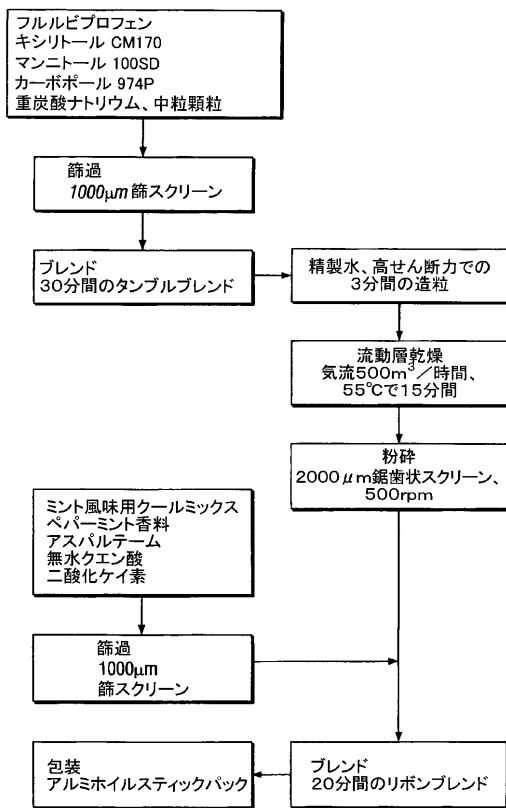 フルルビプロフェン
キシリトール CM170
マンニトール 100SD
カーボポール 974P
重炭酸ナトリウム、中粒顆粒
篩過
1000μm 篩スクリーン
ブレンド
30分間のタンブルブレンド
精製水、高せん断力での
3分間の造粒
流動層乾燥
気流500m³／時間、
55℃で15分間
粉砕
2000μm鋸歯状スクリーン、
500rpm
ミント風味用クールミックス
ペパーミント香料
アスパルテーム
無水クエン酸
二酸化ケイ素
篩過
1000μm
篩スクリーン
ブレンド
20分間のリボンブレンド
包装
アルミホイルスティックパック